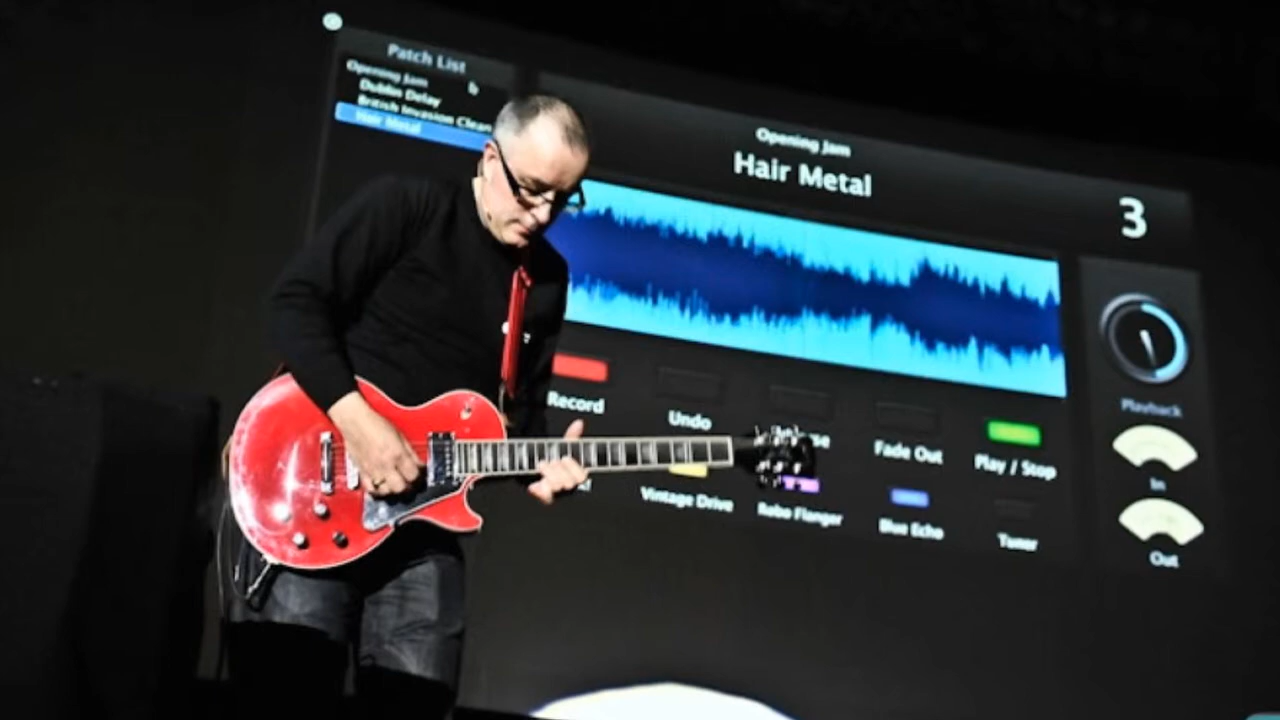 Patch List
Opening Jam
Dublin Delay
British Invasion Clean
Hair Metal
Opening Jam
Hair Metal
3
Record
Undo
Fade Out
Play / Stop
Playback
In
Vintage Drive
Robo Flanger
Blue Echo
Tuner
Out